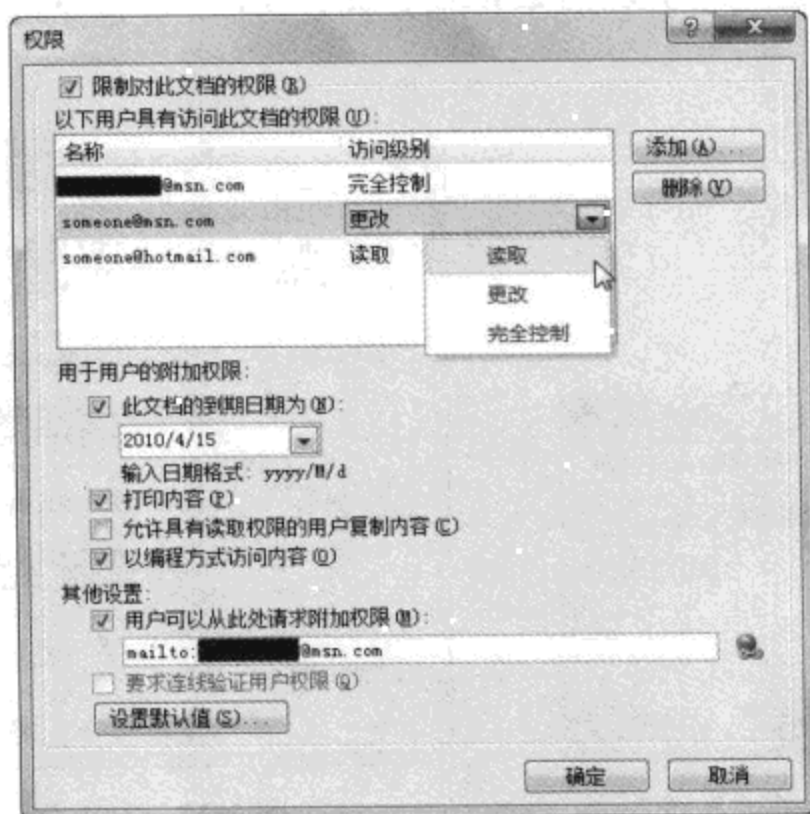 权限
限制对此文档的权限(R)
以下用户具有访问此文档的权限(U):
名称 访问级别 添加(A)...
@msn.com 完全控制 删除(V)
someone@msn.com 更改
someone@hotmail.com 读取 读取
更改
完全控制
用于用户的附加权限:
此文档的到期日期为(N):
2010/4/15
输入日期格式: yyyy/M/d
打印内容(P)
允许具有读取权限的用户复制内容(C)
以编程方式访问内容(O)
其他设置:
用户可以从此处请求附加权限(M):
mailto: @msn.com
要求连线验证用户权限(Q)
设置默认值(S)...
确定 取消